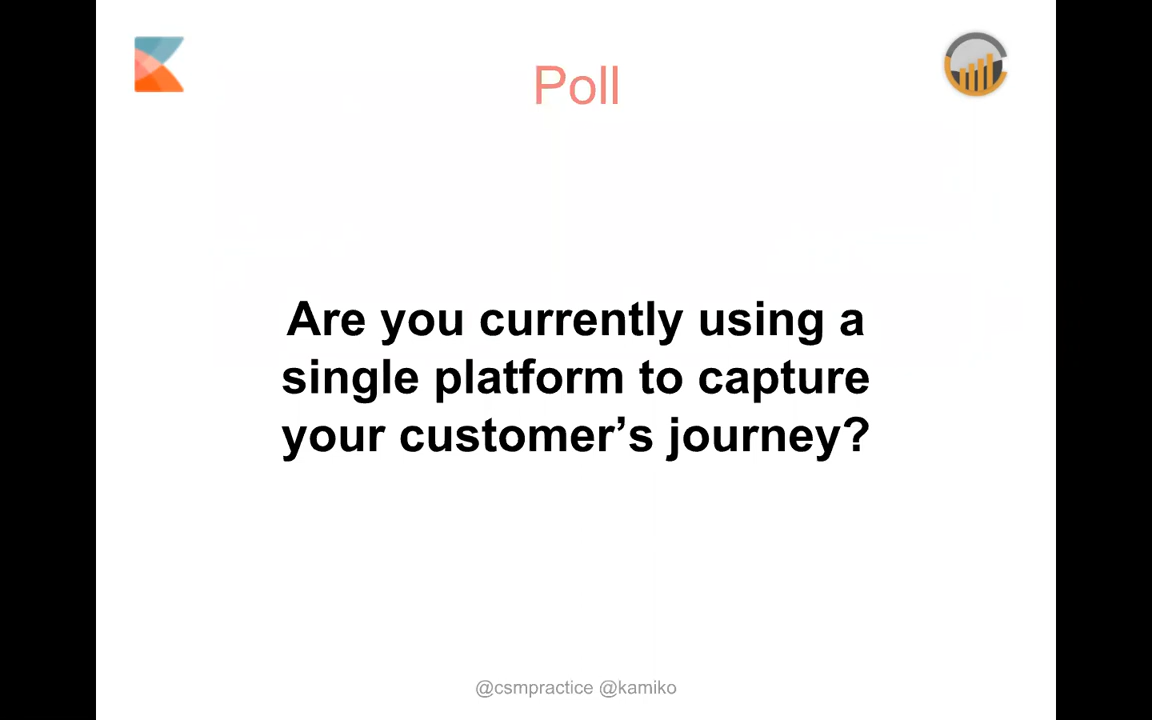 Poll
Are you currently using a
single platform to capture
your customer’s journey?
@csmpractice @kamiko